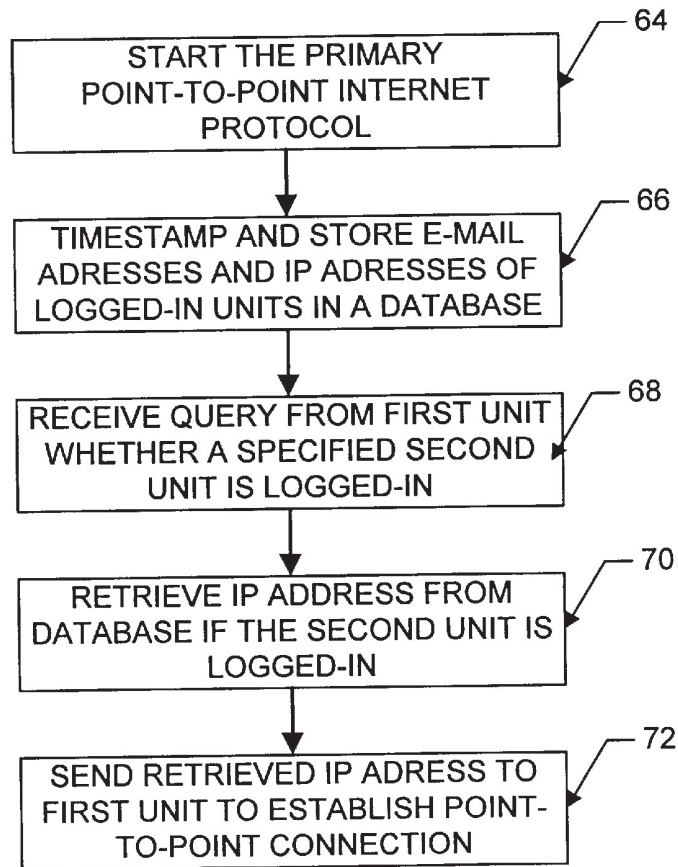 64
START THE PRIMARY
POINT-TO-POINT INTERNET
PROTOCOL
66
TIMESTAMP AND STORE E-MAIL
ADRESSES AND IP ADRESSES OF
LOGGED-IN UNITS IN A DATABASE
68
RECEIVE QUERY FROM FIRST UNIT
WHETHER A SPECIFIED SECOND
UNIT IS LOGGED-IN
70
RETRIEVE IP ADDRESS FROM
DATABASE IF THE SECOND UNIT IS
LOGGED-IN
72
SEND RETRIEVED IP ADRESS TO
FIRST UNIT TO ESTABLISH POINT-
TO-POINT CONNECTION